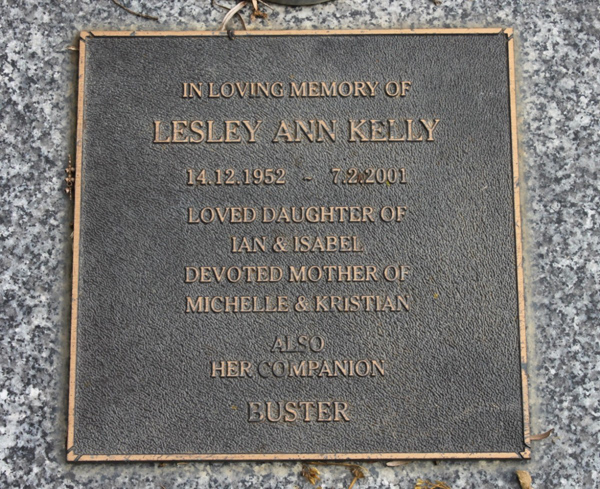 IN LOVING MEMORY OF
LESLEY ANN KELLY
14.12.1952 - 7.2.2001
LOVED DAUGHTER OF
IAN & ISABEL
DEVOTED MOTHER OF
MICHELLE & KRISTIAN
ALSO
HER COMPANION
BUSTER